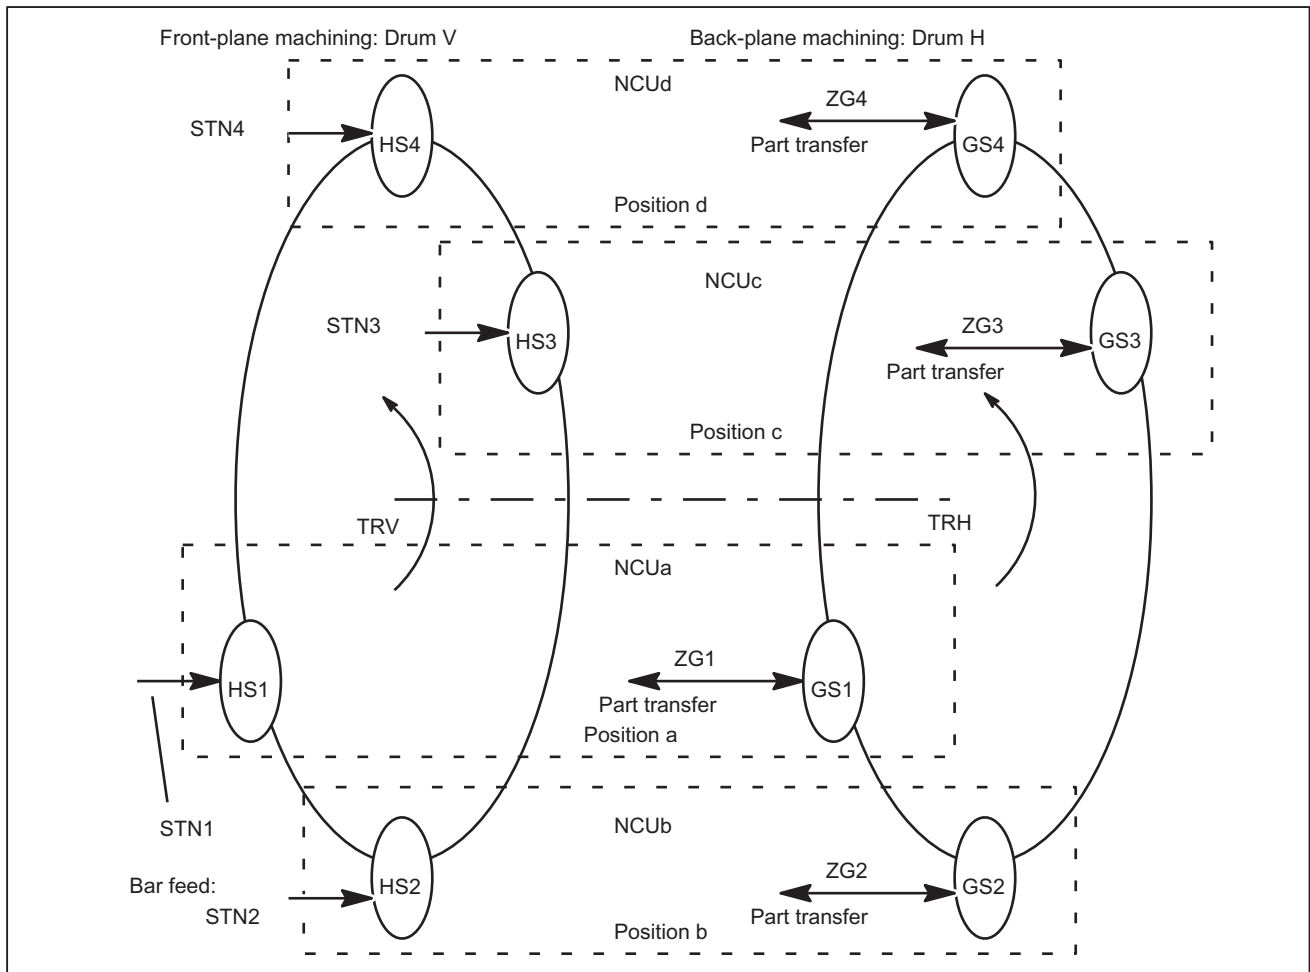 Front-plane machining: Drum V
Back-plane machining: Drum H
NCUd
ZG4
STN4
HS4
Part transfer
GS4
Position d
NCUc
STN3
ZG3
HS3
GS3
Part transfer
Position c
TRV
TRH
NCUa
ZG1
HS1
GS1
Part transfer
Position a
STN1
NCUb
ZG2
Bar feed:
HS2
GS2
STN2
Part transfer
Position b